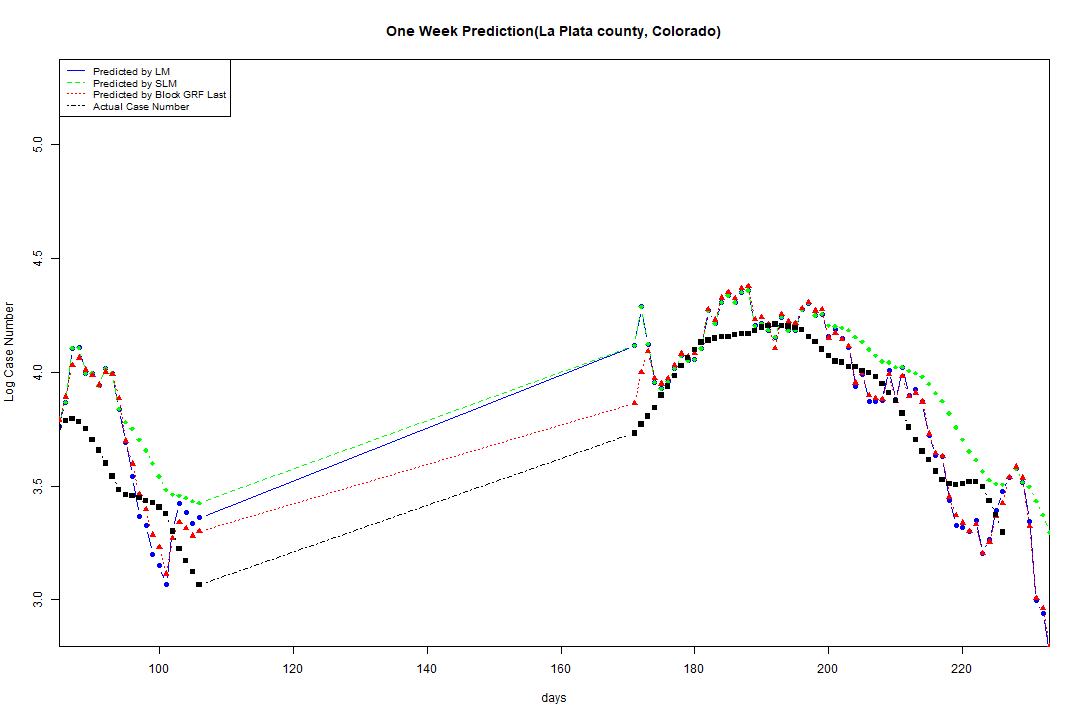 One Week Prediction(La Plata county, Colorado)
Predicted by LM
Predicted by SLM
Predicted by Block GRF Last
Actual Case Number
5.0
4.5
4.0
3.5
3.0
Log Case Number
100 120 140 160 180 200 220
days